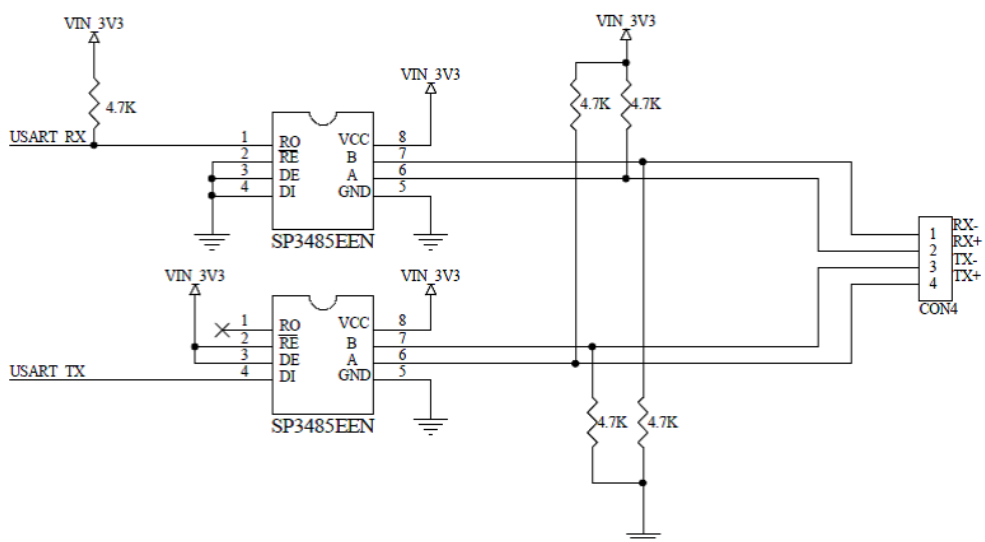 VIN_3V3
4.7K
USART_RX
VIN_3V3
1 RO VCC 8
2 RE B 7
3 DE A 6
4 DI GND 5
SP3485EEN
VIN_3V3
4.7K 4.7K
VIN_3V3
VIN_3V3
1 RO VCC 8
2 RE B 7
3 DE A 6
4 DI GND 5
USART_TX
SP3485EEN
4.7K 4.7K
1 RX-
2 RX+
3 TX-
4 TX+
CON4